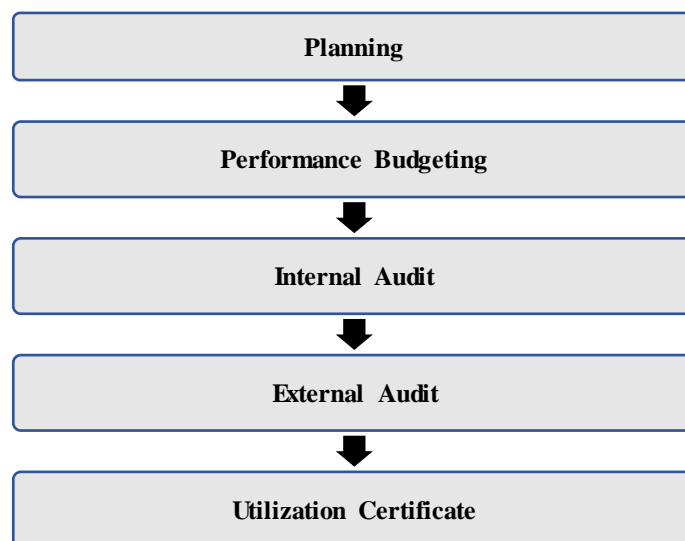 Planning
Performance Budgeting
Internal Audit
External Audit
Utilization Certificate